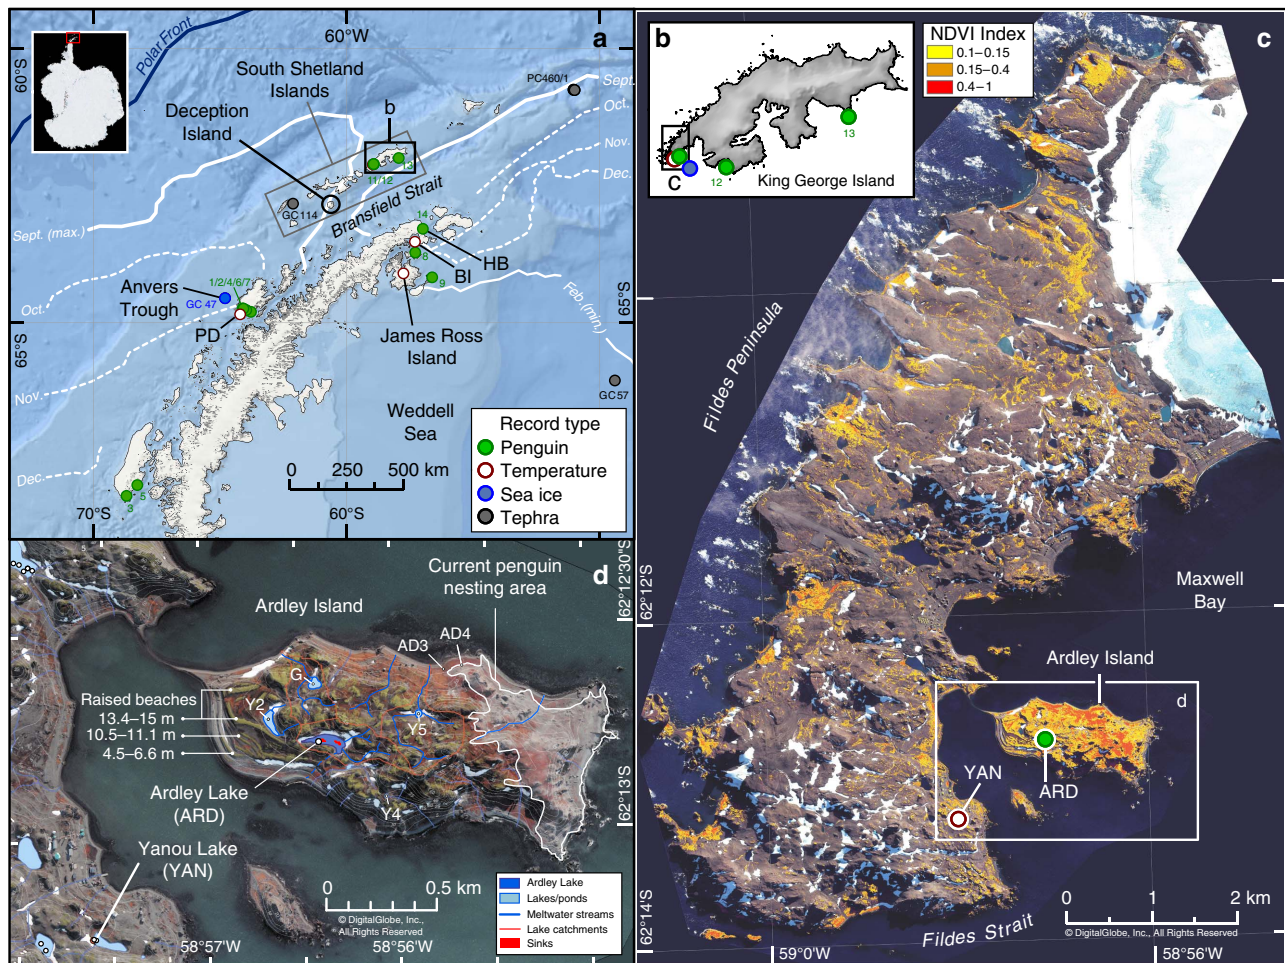 a
60°W
60°S
Polar Front
South Shetland
Islands
Deception
Island
b
PC460/1
Sept.
Oct.
Nov.
Dec.
13
11/12
GC114
Bransfield Strait
Sept. (max.)
14
HB
8
BI
9
1/2/4/6/7
Anvers
Trough
GC 47
Oct.
PD
James Ross
Island
Feb. (min.)
65°S
65°S
GC57
Nov.
Weddell
Sea
Dec.
5
3
0 250 500 km
70°S
60°S
Record type
Penguin
Temperature
Sea ice
Tephra
b
13
12
C
King George Island
NDVI Index
0.1–0.15
0.15–0.4
0.4–1
c
Fildes Peninsula
Maxwell
Bay
Ardley Island
d
YAN
ARD
Fildes Strait
0 1 2 km
© DigitalGlobe, Inc., All Rights Reserved
62°12'S
62°14'S
59°0'W
58°56'W
d
Current penguin
nesting area
Ardley Island
AD4
AD3
G
Y2
Y5
Y4
Raised beaches
13.4–15 m
10.5–11.1 m
4.5–6.6 m
Ardley Lake
(ARD)
Yanou Lake
(YAN)
0 0.5 km
© DigitalGlobe, Inc.,
All Rights Reserved
58°57'W
58°56'W
62°12'30"S
62°13'S
Ardley Lake
Lakes/ponds
Meltwater streams
Lake catchments
Sinks